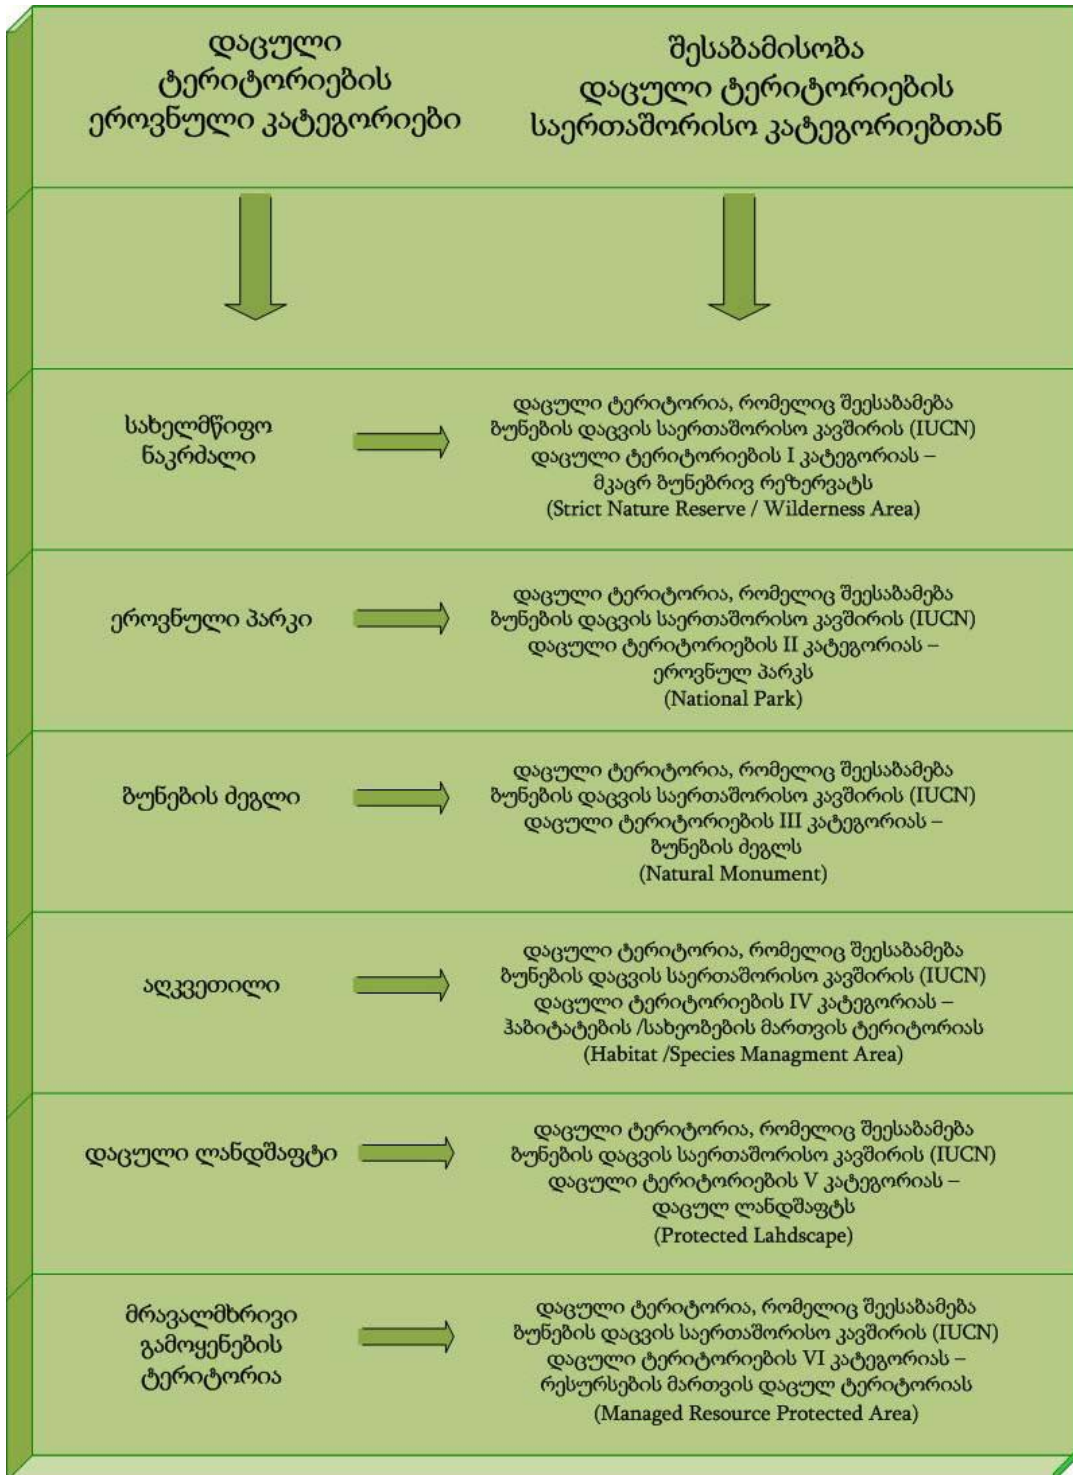 დაცული
ტერიტორიების
ეროვნული კატეგორიები
შესაბამისობა
დაცული ტერიტორიების
საერთაშორისო კატეგორიებთან
სახელმწიფო
ნაკრძალი
დაცული ტერიტორია, რომელიც შეესაბამება
ბუნების დაცვის საერთაშორისო კავშირის (IUCN)
დაცული ტერიტორიების I კატეგორიას –
მკაცრ ბუნებრივ რეზერვატს
(Strict Nature Reserve / Wilderness Area)
ეროვნული პარკი
დაცული ტერიტორია, რომელიც შეესაბამება
ბუნების დაცვის საერთაშორისო კავშირის (IUCN)
დაცული ტერიტორიების II კატეგორიას –
ეროვნულ პარკს
(National Park)
ბუნების ძეგლი
დაცული ტერიტორია, რომელიც შეესაბამება
ბუნების დაცვის საერთაშორისო კავშირის (IUCN)
დაცული ტერიტორიების III კატეგორიას –
ბუნების ძეგლს
(Natural Monument)
აღკვეთილი
დაცული ტერიტორია, რომელიც შეესაბამება
ბუნების დაცვის საერთაშორისო კავშირის (IUCN)
დაცული ტერიტორიების IV კატეგორიას –
ჰაბიტატების /სახეობების მართვის ტერიტორიას
(Habitat /Species Managment Area)
დაცული ლანდშაფტი
დაცული ტერიტორია, რომელიც შეესაბამება
ბუნების დაცვის საერთაშორისო კავშირის (IUCN)
დაცული ტერიტორიების V კატეგორიას –
დაცულ ლანდშაფტს
(Protected Lahdscape)
მრავალმხრივი
გამოყენების
ტერიტორია
დაცული ტერიტორია, რომელიც შეესაბამება
ბუნების დაცვის საერთაშორისო კავშირის (IUCN)
დაცული ტერიტორიების VI კატეგორიას –
რესურსების მართვის დაცულ ტერიტორიას
(Managed Resource Protected Area)